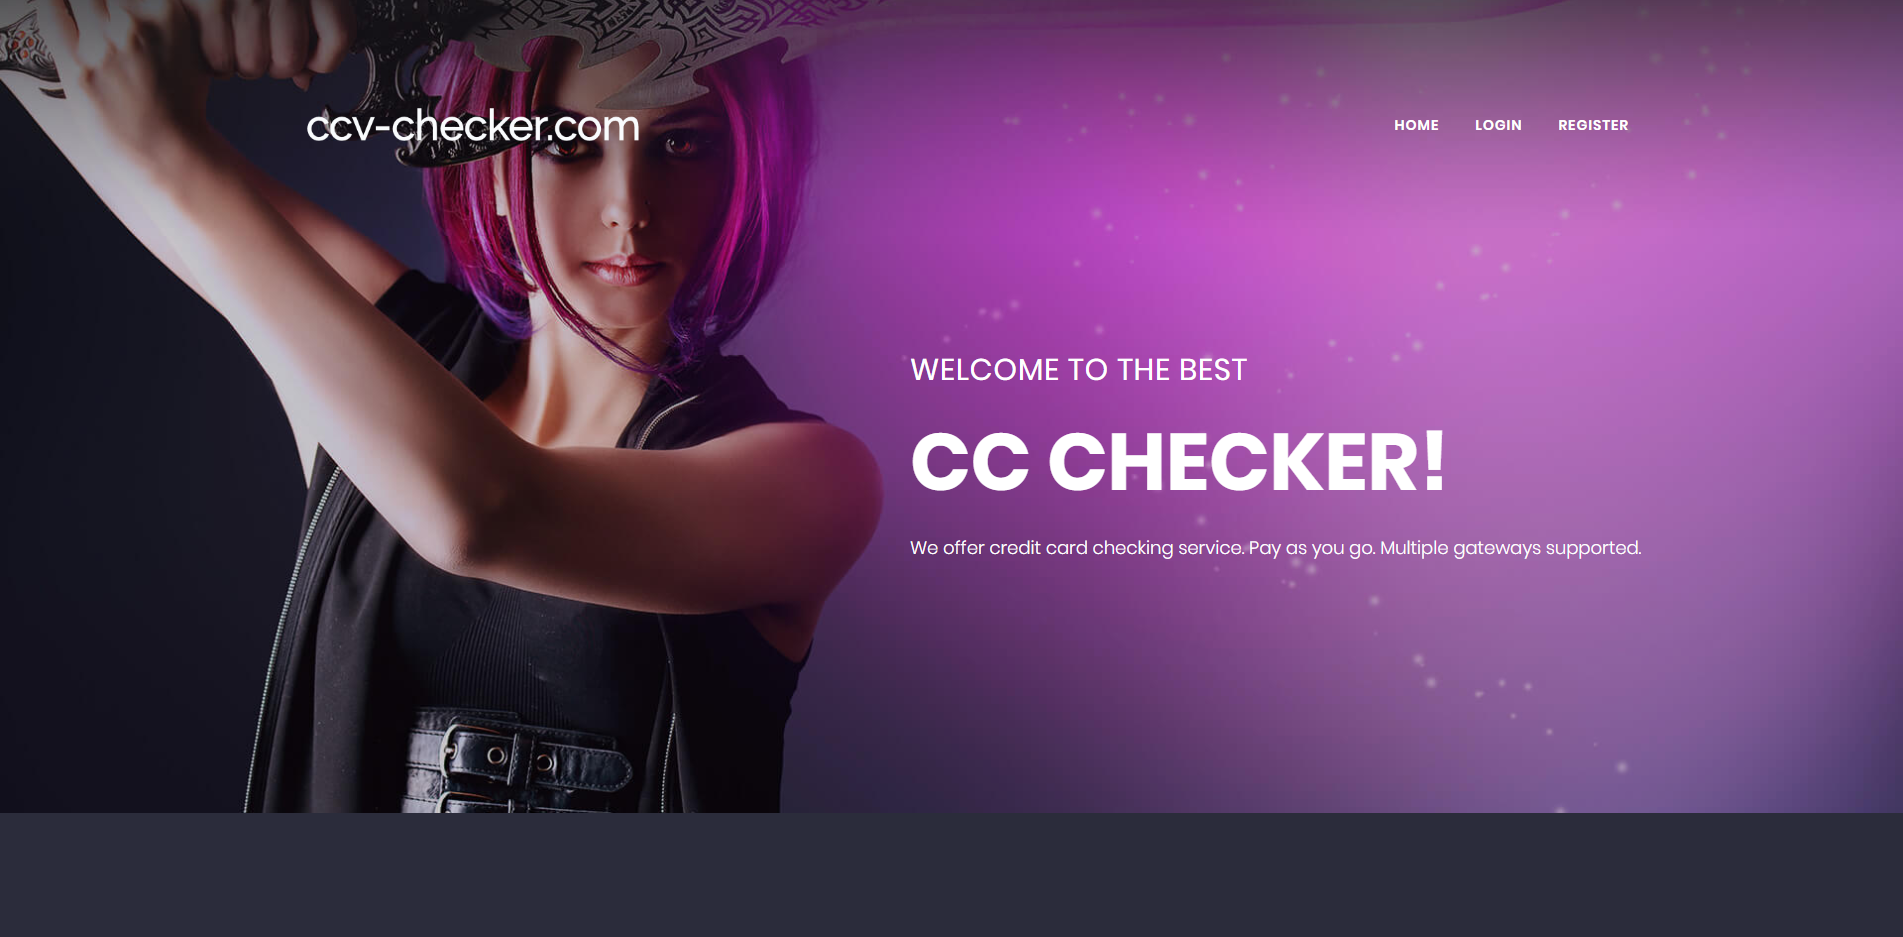 ccv-checker.com
HOME LOGIN REGISTER
WELCOME TO THE BEST
CC CHECKER!
We offer credit card checking service. Pay as you go. Multiple gateways supported.